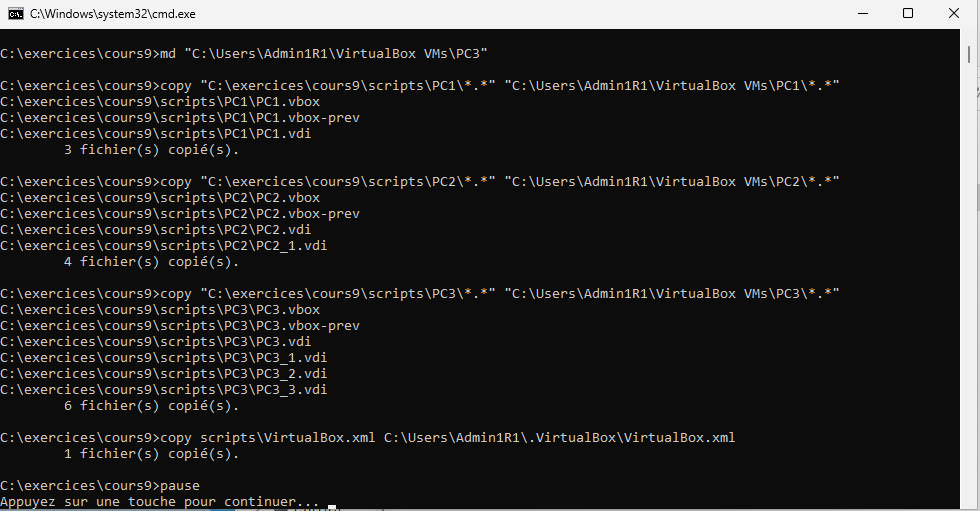 C:\Windows\system32\cmd.exe
C:\exercices\cours9>md "C:\Users\Admin1R1\VirtualBox VMs\PC3"
C:\exercices\cours9>copy "C:\exercices\cours9\scripts\PC1\*.*" "C:\Users\Admin1R1\VirtualBox VMs\PC1\*.*"
C:\exercices\cours9\scripts\PC1\PC1.vbox
C:\exercices\cours9\scripts\PC1\PC1.vbox-prev
C:\exercices\cours9\scripts\PC1\PC1.vdi
        3 fichier(s) copié(s).
C:\exercices\cours9>copy "C:\exercices\cours9\scripts\PC2\*.*" "C:\Users\Admin1R1\VirtualBox VMs\PC2\*.*"
C:\exercices\cours9\scripts\PC2\PC2.vbox
C:\exercices\cours9\scripts\PC2\PC2.vbox-prev
C:\exercices\cours9\scripts\PC2\PC2.vdi
C:\exercices\cours9\scripts\PC2\PC2_1.vdi
        4 fichier(s) copié(s).
C:\exercices\cours9>copy "C:\exercices\cours9\scripts\PC3\*.*" "C:\Users\Admin1R1\VirtualBox VMs\PC3\*.*"
C:\exercices\cours9\scripts\PC3\PC3.vbox
C:\exercices\cours9\scripts\PC3\PC3.vbox-prev
C:\exercices\cours9\scripts\PC3\PC3.vdi
C:\exercices\cours9\scripts\PC3\PC3_1.vdi
C:\exercices\cours9\scripts\PC3\PC3_2.vdi
C:\exercices\cours9\scripts\PC3\PC3_3.vdi
        6 fichier(s) copié(s).
C:\exercices\cours9>copy scripts\VirtualBox.xml C:\Users\Admin1R1\.VirtualBox\VirtualBox.xml
        1 fichier(s) copié(s).
C:\exercices\cours9>pause
Appuyez sur une touche pour continuer...